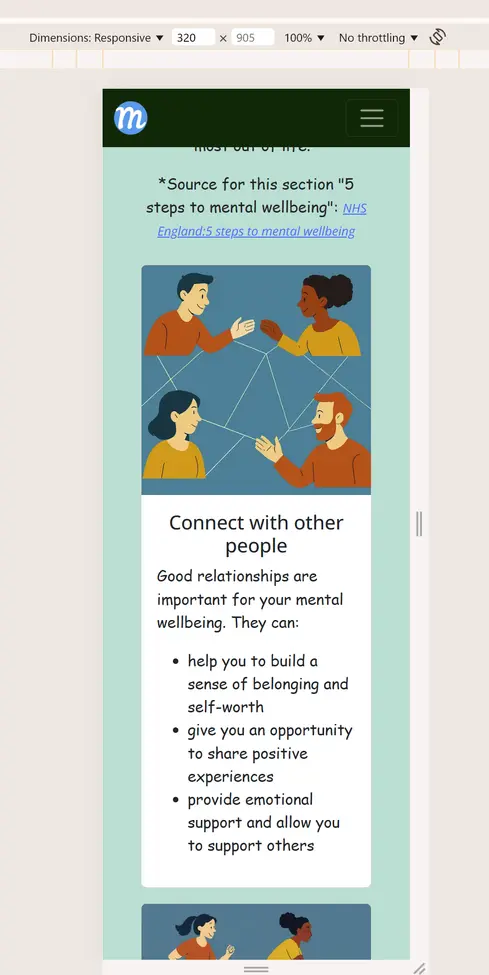 Dimensions: Responsive ▼ 320 × 905 100% ▼ No throttling ▼
m
most out of life.
*Source for this section "5
steps to mental wellbeing": NHS
England:5 steps to mental wellbeing
Connect with other
people
Good relationships are
important for your mental
wellbeing. They can:
• help you to build a
sense of belonging and
self-worth
• give you an opportunity
to share positive
experiences
• provide emotional
support and allow you
to support others